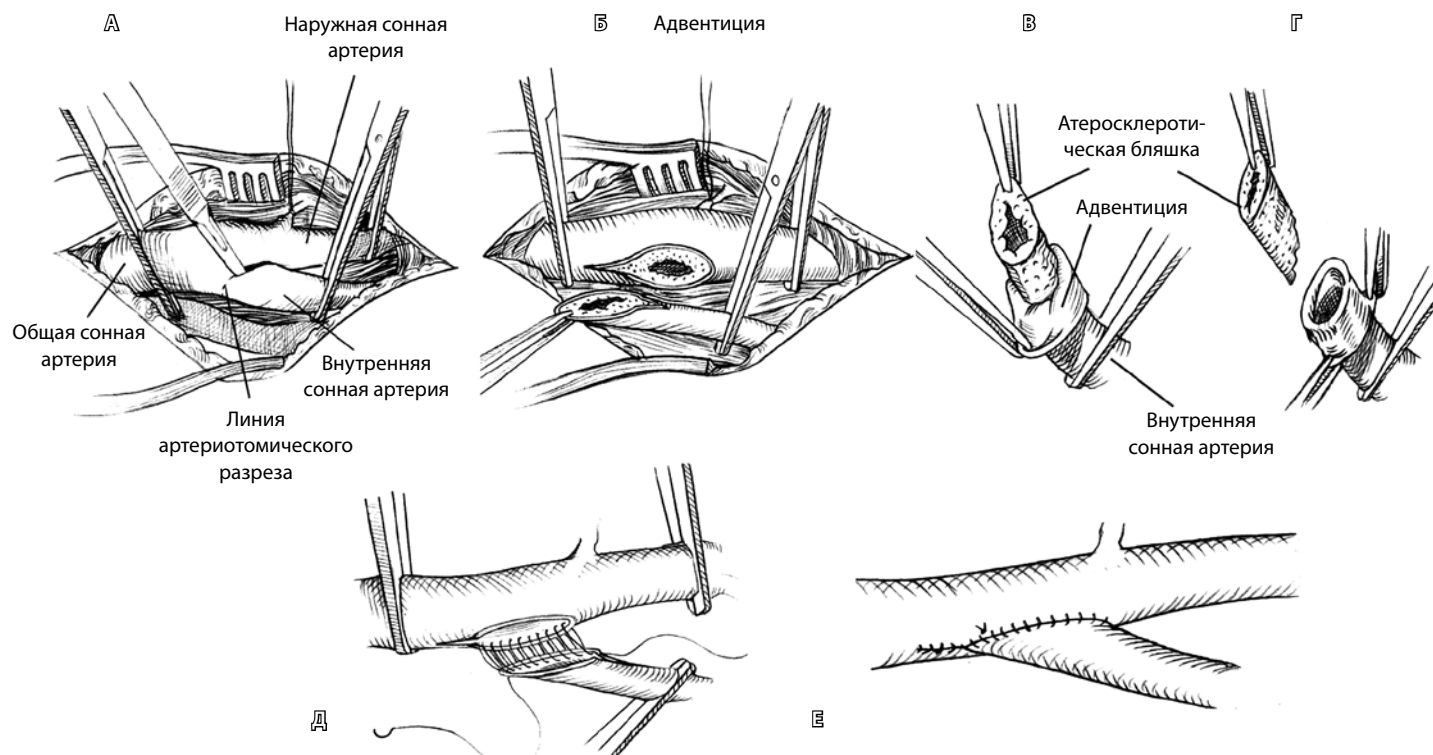 А
Наружная сонная
артерия
Б
Адвентиция
В
Г
Атеросклероти-
ческая бляшка
Адвентиция
Общая сонная
артерия
Внутренняя
сонная артерия
Линия
артериотомического
разреза
Внутренняя
сонная артерия
Д
Е